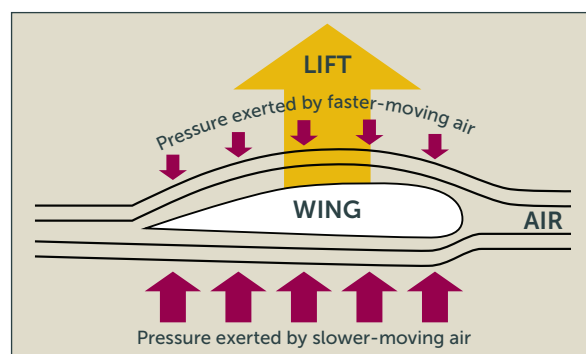 LIFT
Pressure exerted by faster-moving air
WING
AIR
Pressure exerted by slower-moving air